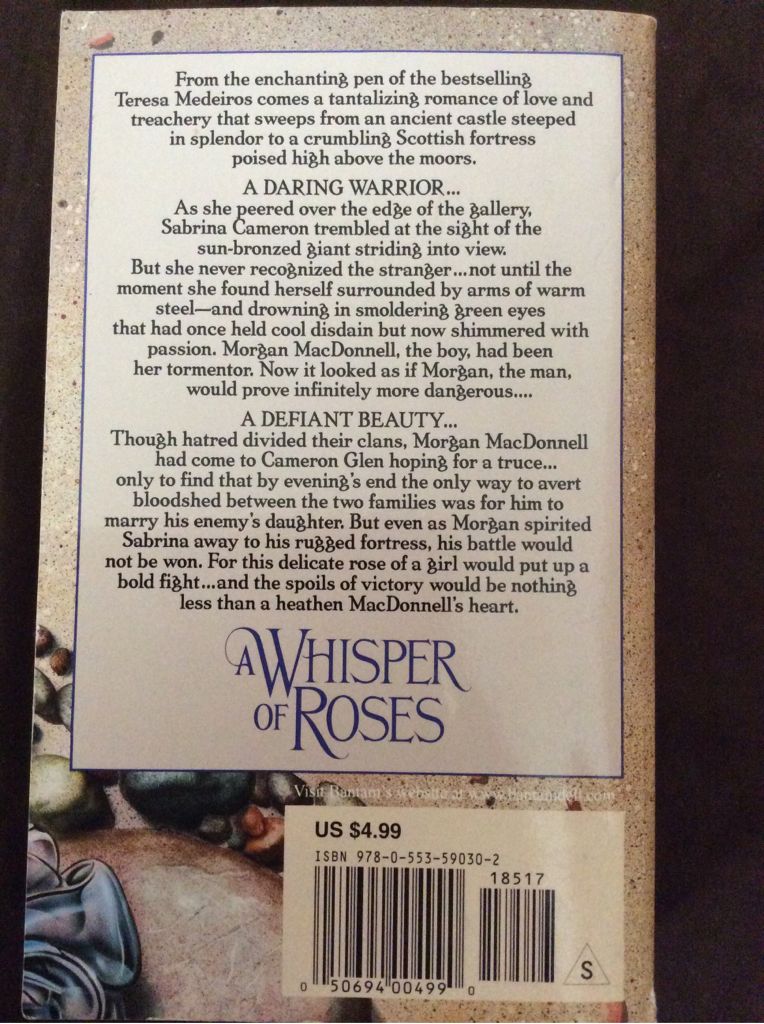 From the enchanting pen of the bestselling
Teresa Medeiros comes a tantalizing romance of love and
treachery that sweeps from an ancient castle steeped
in splendor to a crumbling Scottish fortress
poised high above the moors.
A DARING WARRIOR...
As she peered over the edge of the gallery,
Sabrina Cameron trembled at the sight of the
sun-bronzed giant striding into view.
But she never recognized the stranger...not until the
moment she found herself surrounded by arms of warm
steel—and drowning in smoldering green eyes
that had once held cool disdain but now shimmered with
passion. Morgan MacDonnell, the boy, had been
her tormentor. Now it looked as if Morgan, the man,
would prove infinitely more dangerous....
A DEFIANT BEAUTY...
Though hatred divided their clans, Morgan MacDonnell
had come to Cameron Glen hoping for a truce...
only to find that by evening's end the only way to avert
bloodshed between the two families was for him to
marry his enemy's daughter. But even as Morgan spirited
Sabrina away to his rugged fortress, his battle would
not be won. For this delicate rose of a girl would put up a
bold fight...and the spoils of victory would be nothing
less than a heathen MacDonnell's heart.
A WHISPER
OF ROSES
Visit Bantam's website at www.bantamdell.com
US $4.99
ISBN 978-0-553-59030-2
18517
0 50694 00499 0
S